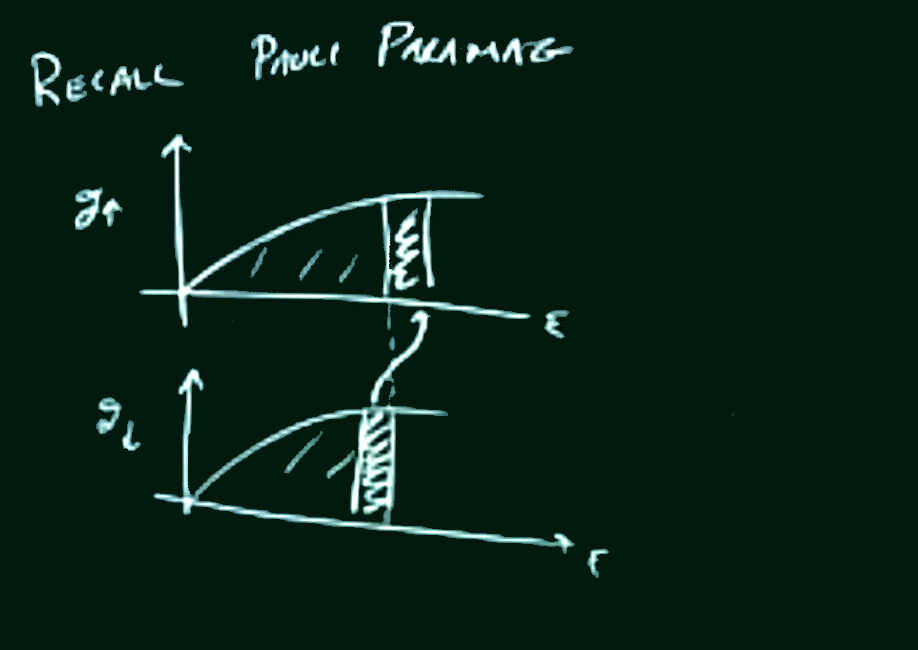 RECALL PAULI PARAMAG
g↑
ε
g↓
ε